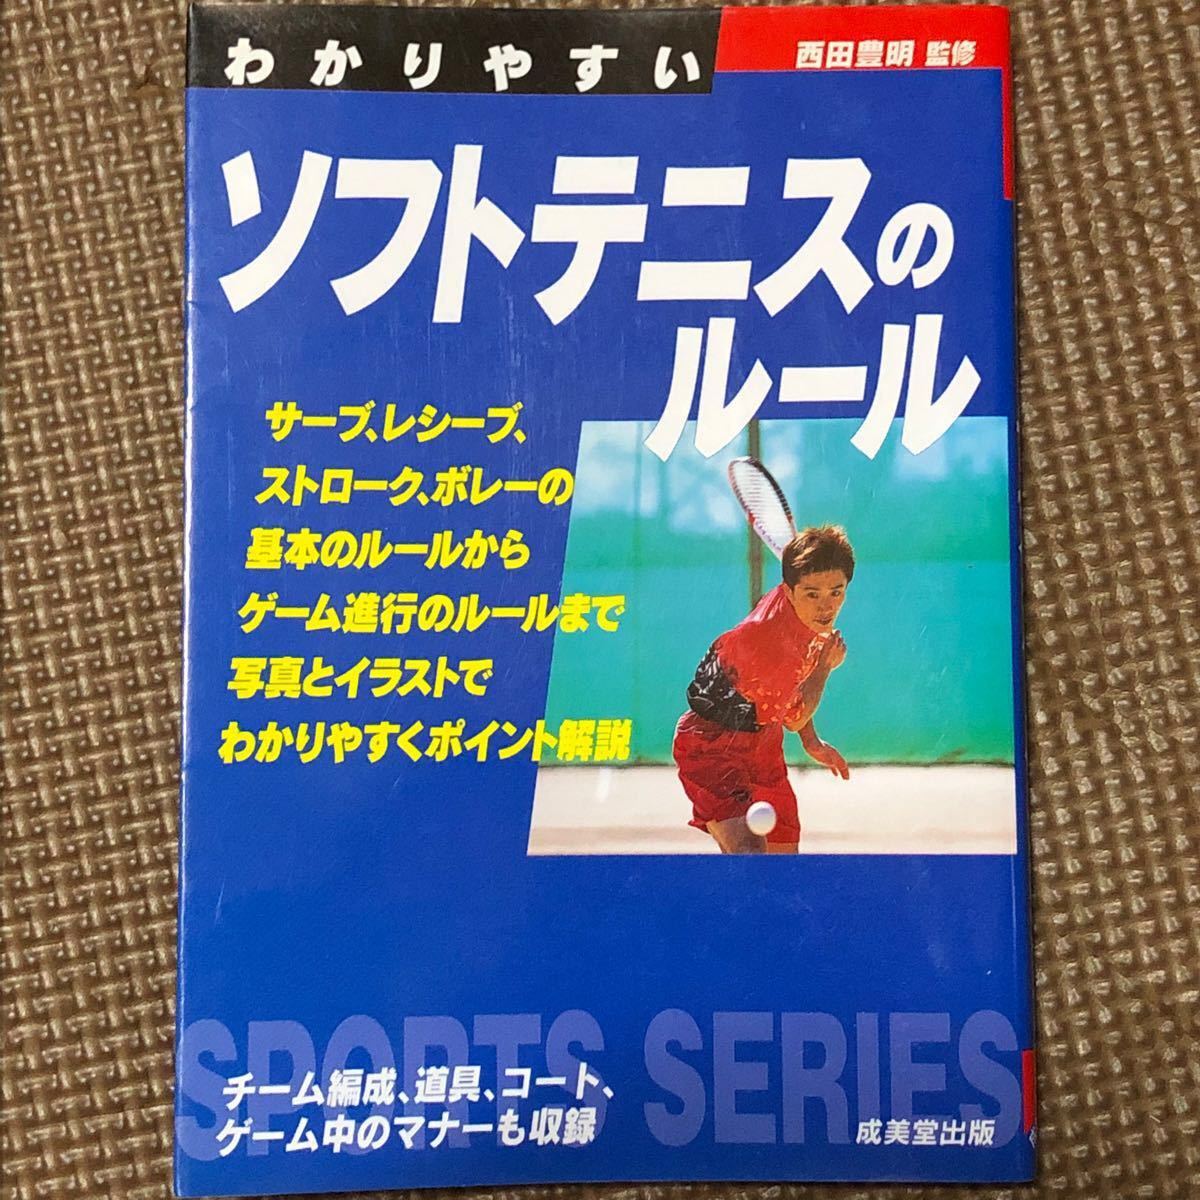 わかりやすい
西田豊明 監修
ソフトテニスの
ルール
サーブ、レシーブ、
ストローク、ボレーの
基本のルールから
ゲーム進行のルールまで
写真とイラストで
わかりやすくポイント解説
SPORTS SERIES
チーム編成、道具、コート、
ゲーム中のマナーも収録
成美堂出版